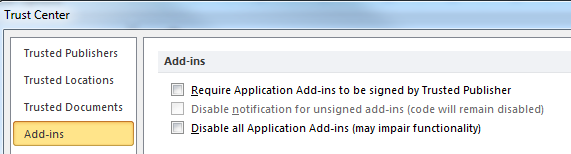 Trust Center
Trusted Publishers
Trusted Locations
Trusted Documents
Add-ins
Add-ins
Require Application Add-ins to be signed by Trusted Publisher
Disable notification for unsigned add-ins (code will remain disabled)
Disable all Application Add-ins (may impair functionality)